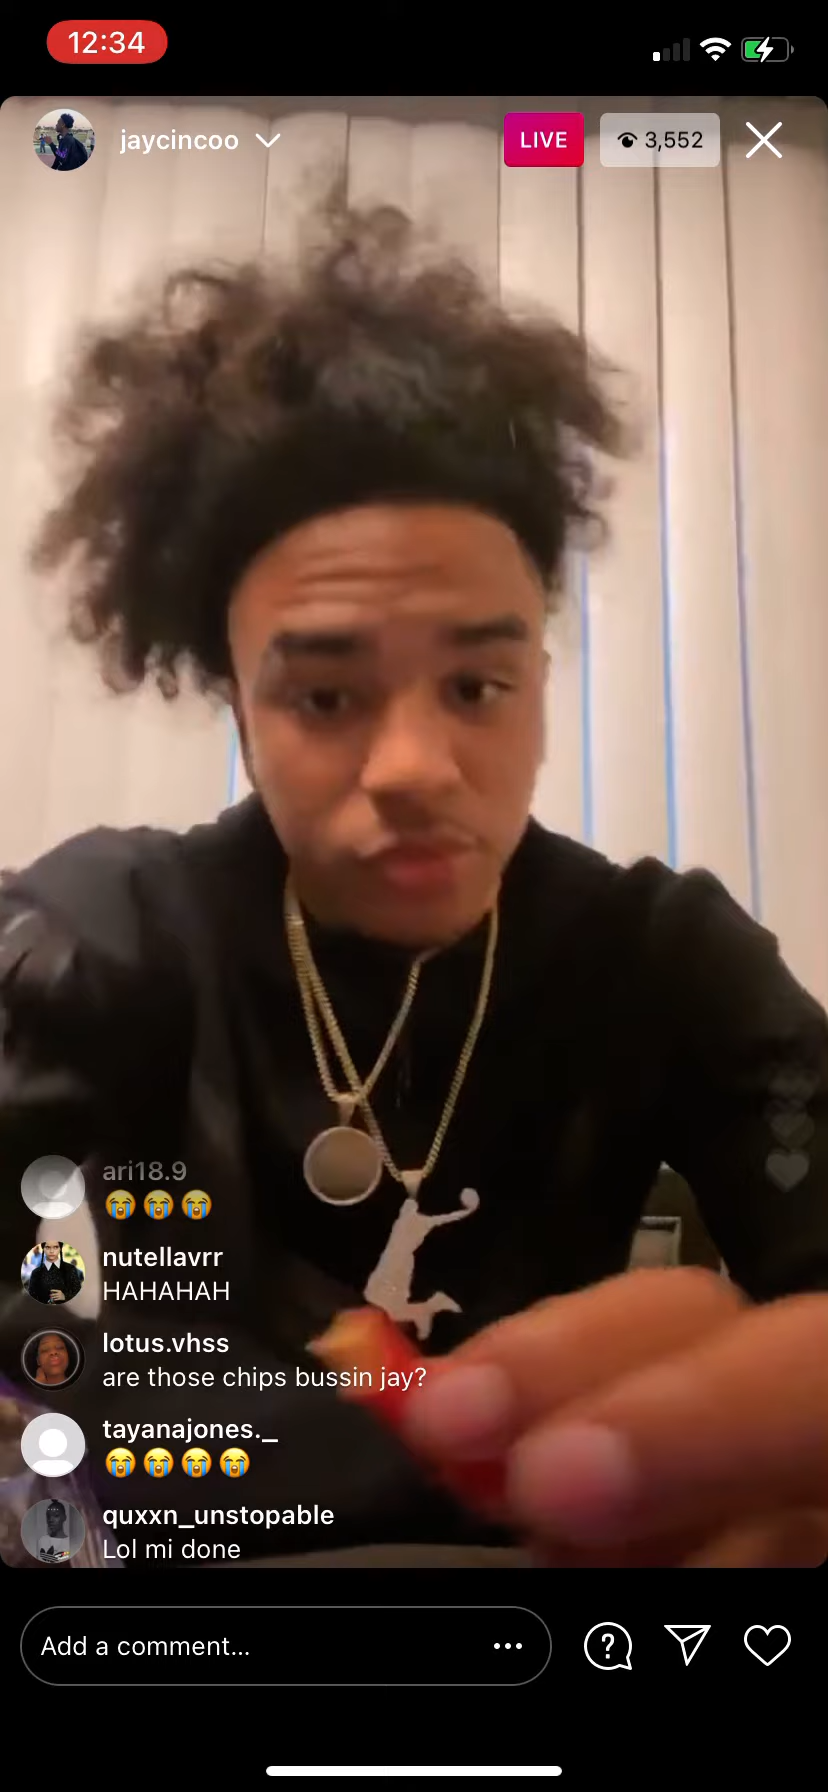 12:34
jaycincoo
LIVE
3,552
ari18.9
😭😭😭
nutellavrr
HAHAHAH
lotus.vhss
are those chips bussin jay?
tayanajones._
😭😭😭😭
quxxn_unstopable
Lol mi done
Add a comment...